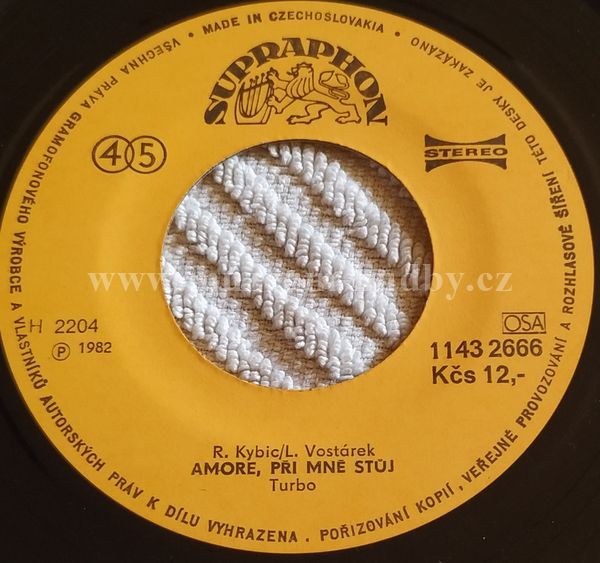 VŠECHNA PRÁVA GRAMOFONOVÉHO VÝROBCE A VLASTNÍKŮ AUTORSKÝCH PRÁV K DÍLU VYHRAZENA. POŘIZOVÁNÍ KOPIÍ, VEŘEJNÉ PROVOZOVÁNÍ A ROZHLASOVÉ ŠÍŘENÍ TÉTO DESKY JE ZAKÁZÁNO • MADE IN CZECHOSLOVAKIA •
SUPRAPHON
45
STEREO
H 2204
Ⓟ 1982
OSA
1143 2666
Kčs 12,-
R. Kybic/L. Vostárek
AMORE, PŘI MNĚ STŮJ
Turbo